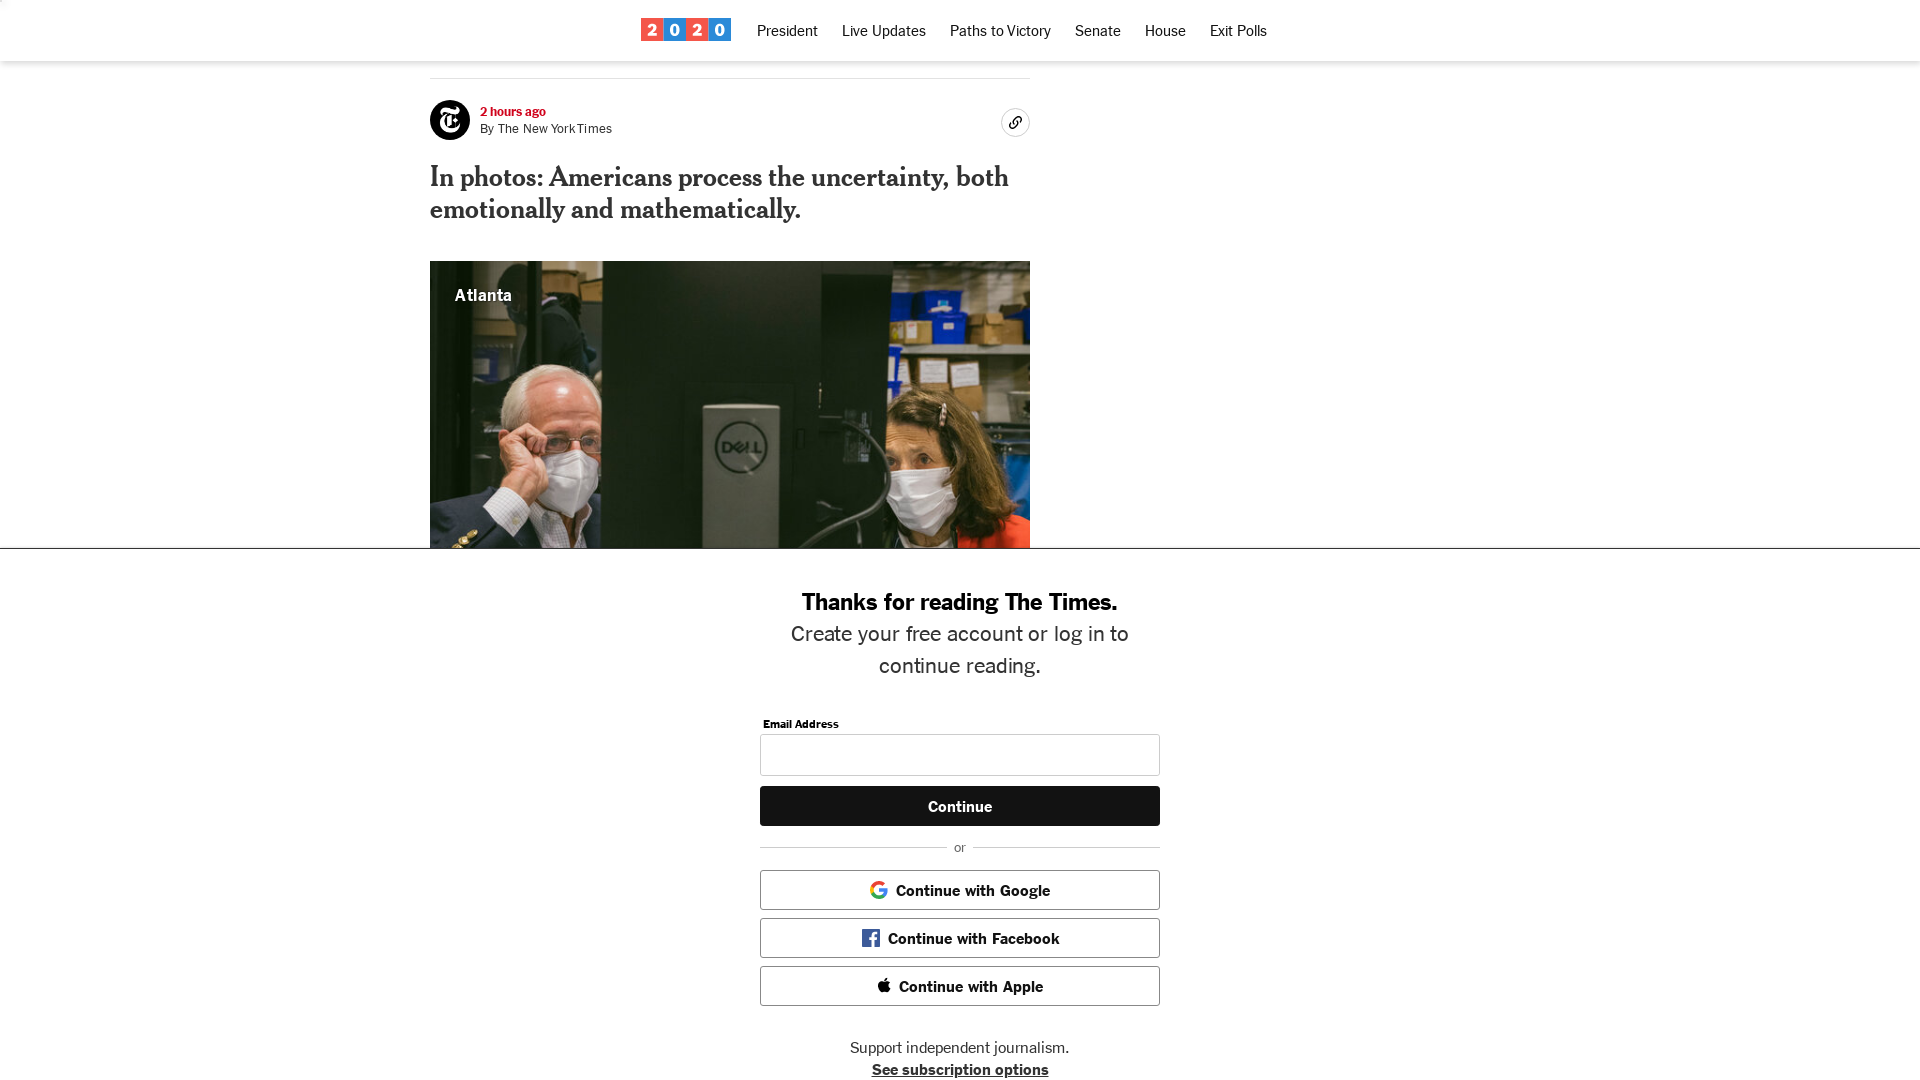 2020 President Live Updates Paths to Victory Senate House Exit Polls
2 hours ago
By The New York Times
In photos: Americans process the uncertainty, both
emotionally and mathematically.
Atlanta
DELL
Thanks for reading The Times.
Create your free account or log in to
continue reading.
Email Address
Continue
or
Continue with Google
Continue with Facebook
Continue with Apple
Support independent journalism.
See subscription options